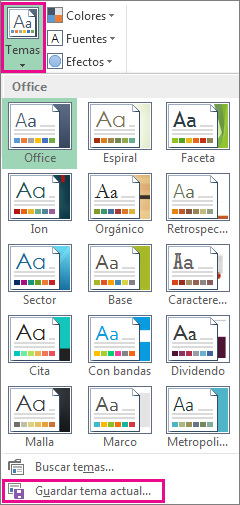 Aa
Temas
Colores
A Fuentes
Efectos
Office
Aa Aa Aa
Office Espiral Faceta
Aa Aa Aa
Ion Orgánico Retrospec...
Aa Aa Aa
Sector Base Caractere...
Aa Aa Aa
Cita Con bandas Dividendo
Aa Aa Aa
Malla Marco Metropoli...
Buscar temas...
Guardar tema actual...